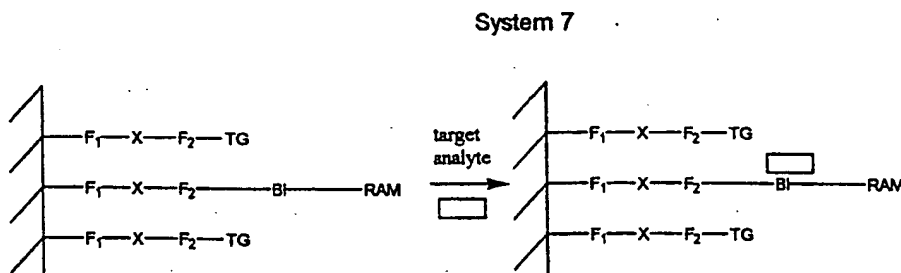 System 7
F₁—X—F₂—TG
F₁—X—F₂—BI—RAM
F₁—X—F₂—TG
target
analyte
F₁—X—F₂—TG
F₁—X—F₂—BI—RAM
F₁—X—F₂—TG